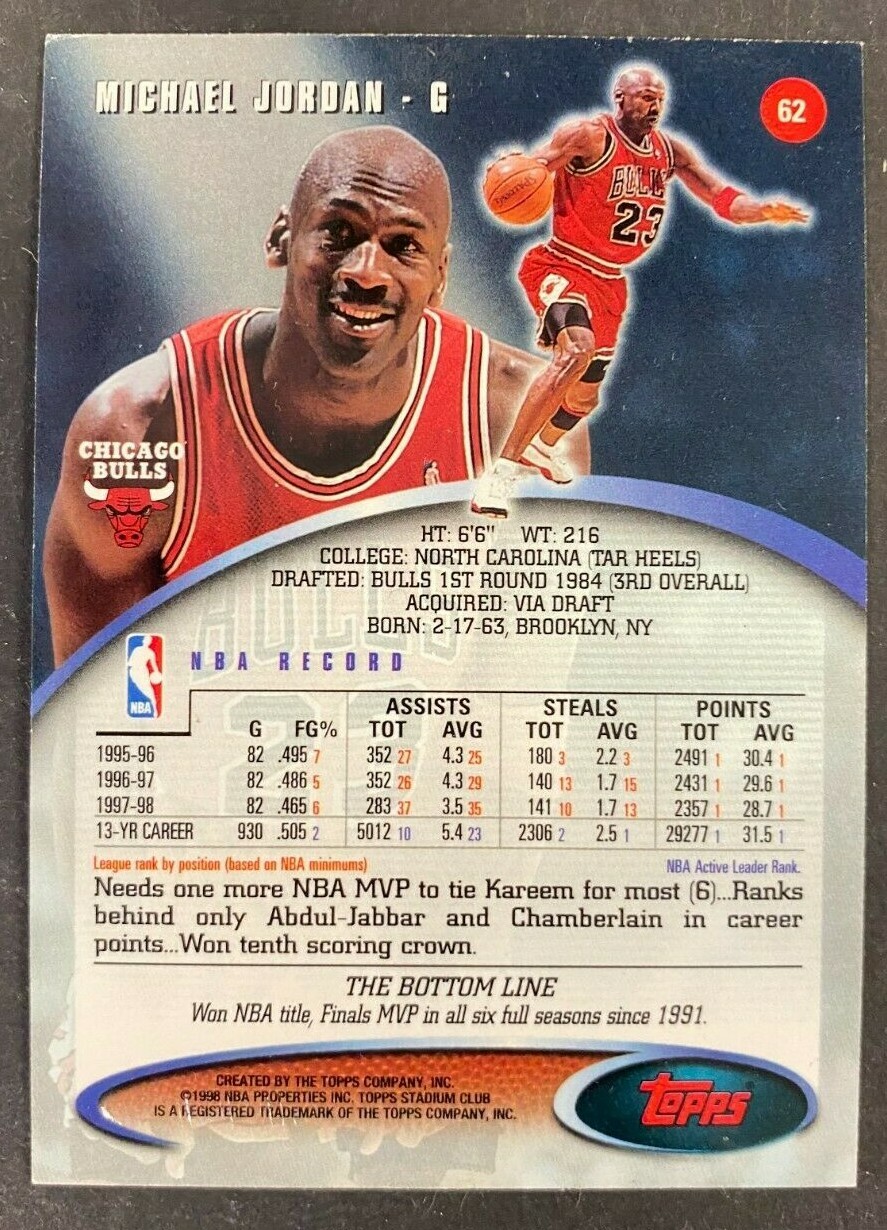 MICHAEL JORDAN - G
62
BULLS
23
CHICAGO
BULLS
HT: 6'6" WT: 216
COLLEGE: NORTH CAROLINA (TAR HEELS)
DRAFTED: BULLS 1ST ROUND 1984 (3RD OVERALL)
ACQUIRED: VIA DRAFT
BORN: 2-17-63, BROOKLYN, NY
NBA
NBA RECORD
ASSISTS STEALS POINTS
G FG% TOT AVG TOT AVG TOT AVG
1995-96 82 .495 7 352 27 4.3 25 180 3 2.2 3 2491 1 30.4 1
1996-97 82 .486 5 352 26 4.3 29 140 13 1.7 15 2431 1 29.6 1
1997-98 82 .465 6 283 37 3.5 35 141 10 1.7 13 2357 1 28.7 1
13-YR CAREER 930 .505 2 5012 10 5.4 23 2306 2 2.5 1 29277 1 31.5 1
League rank by position (based on NBA minimums) NBA Active Leader Rank.
Needs one more NBA MVP to tie Kareem for most (6)...Ranks
behind only Abdul-Jabbar and Chamberlain in career
points...Won tenth scoring crown.
THE BOTTOM LINE
Won NBA title, Finals MVP in all six full seasons since 1991.
CREATED BY THE TOPPS COMPANY, INC.
©1998 NBA PROPERTIES INC. TOPPS STADIUM CLUB
IS A REGISTERED TRADEMARK OF THE TOPPS COMPANY, INC.
TOPPS